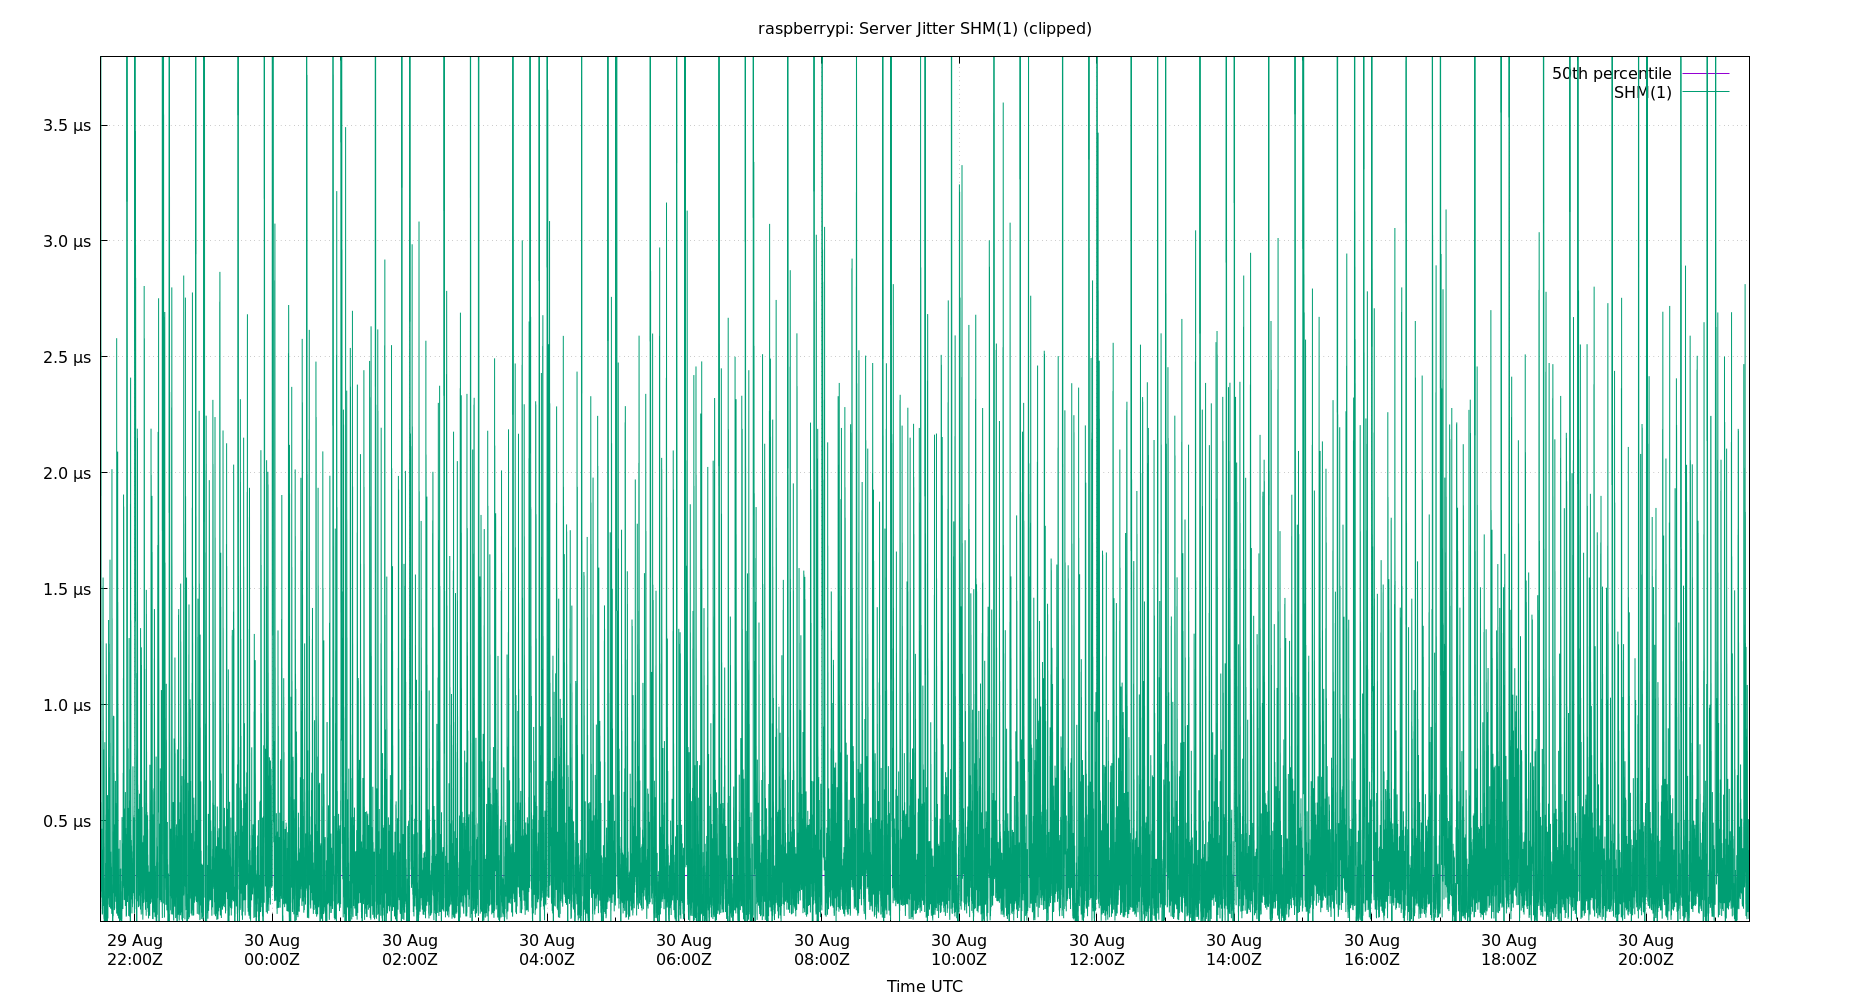 raspberrypi: Server Jitter SHM(1) (clipped)
50th percentile
SHM(1)
3.5 µs
3.0 µs
2.5 µs
2.0 µs
1.5 µs
1.0 µs
0.5 µs
29 Aug 30 Aug 30 Aug 30 Aug 30 Aug 30 Aug 30 Aug 30 Aug 30 Aug 30 Aug 30 Aug 30 Aug
22:00Z 00:00Z 02:00Z 04:00Z 06:00Z 08:00Z 10:00Z 12:00Z 14:00Z 16:00Z 18:00Z 20:00Z
Time UTC